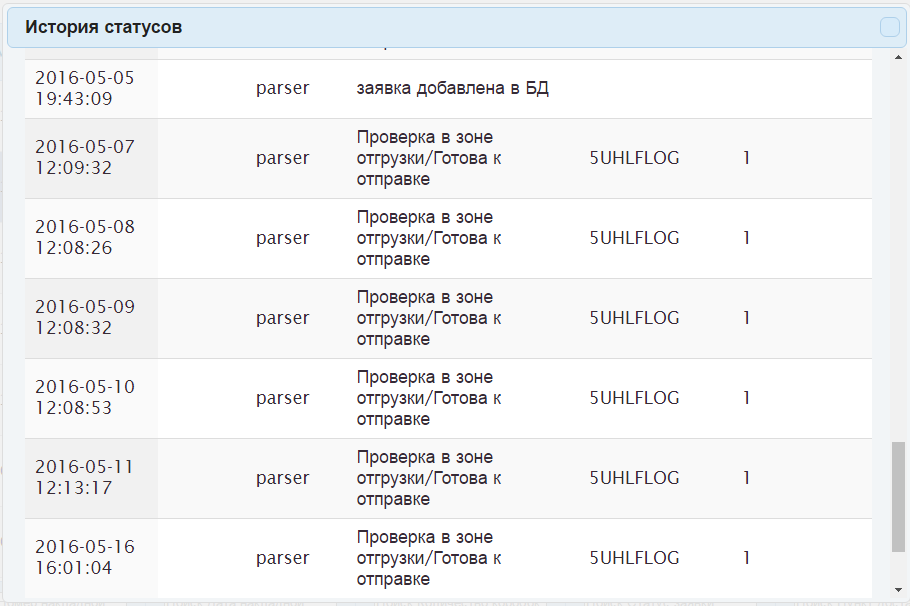 История статусов
2016-05-05
19:43:09
parser
заявка добавлена в БД
2016-05-07
12:09:32
parser
Проверка в зоне
отгрузки/Готова к
отправке
5UHLFLOG
1
2016-05-08
12:08:26
parser
Проверка в зоне
отгрузки/Готова к
отправке
5UHLFLOG
1
2016-05-09
12:08:32
parser
Проверка в зоне
отгрузки/Готова к
отправке
5UHLFLOG
1
2016-05-10
12:08:53
parser
Проверка в зоне
отгрузки/Готова к
отправке
5UHLFLOG
1
2016-05-11
12:13:17
parser
Проверка в зоне
отгрузки/Готова к
отправке
5UHLFLOG
1
2016-05-16
16:01:04
parser
Проверка в зоне
отгрузки/Готова к
отправке
5UHLFLOG
1